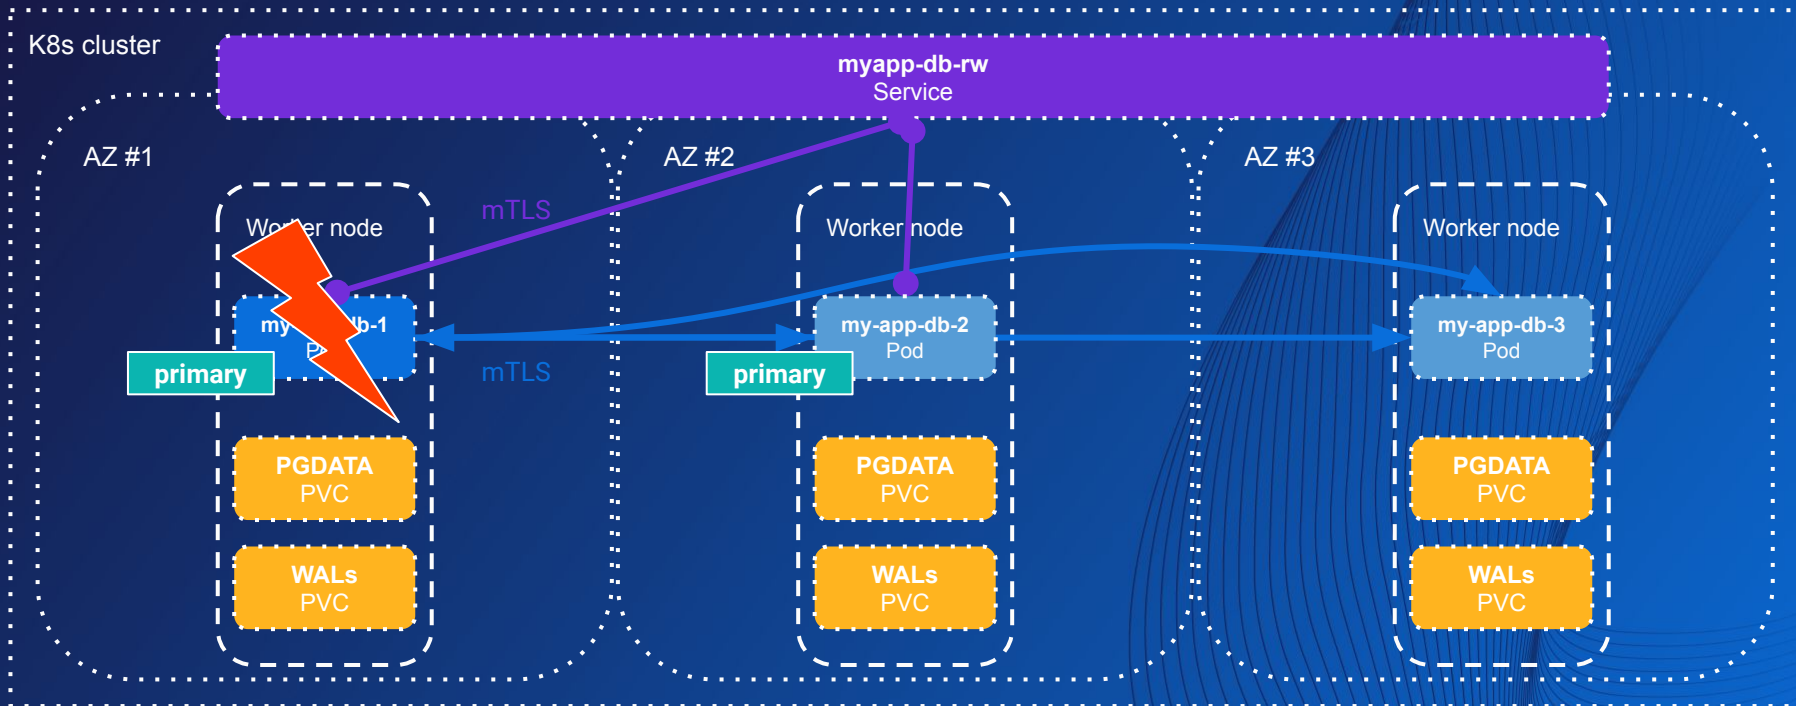 K8s cluster
myapp-db-rw
Service
AZ #1
AZ #2
AZ #3
mTLS
Worker node
Worker node
Worker node
my-app-db-2
Pod
my-app-db-3
Pod
primary
mTLS
primary
PGDATA
PVC
PGDATA
PVC
PGDATA
PVC
WALs
PVC
WALs
PVC
WALs
PVC